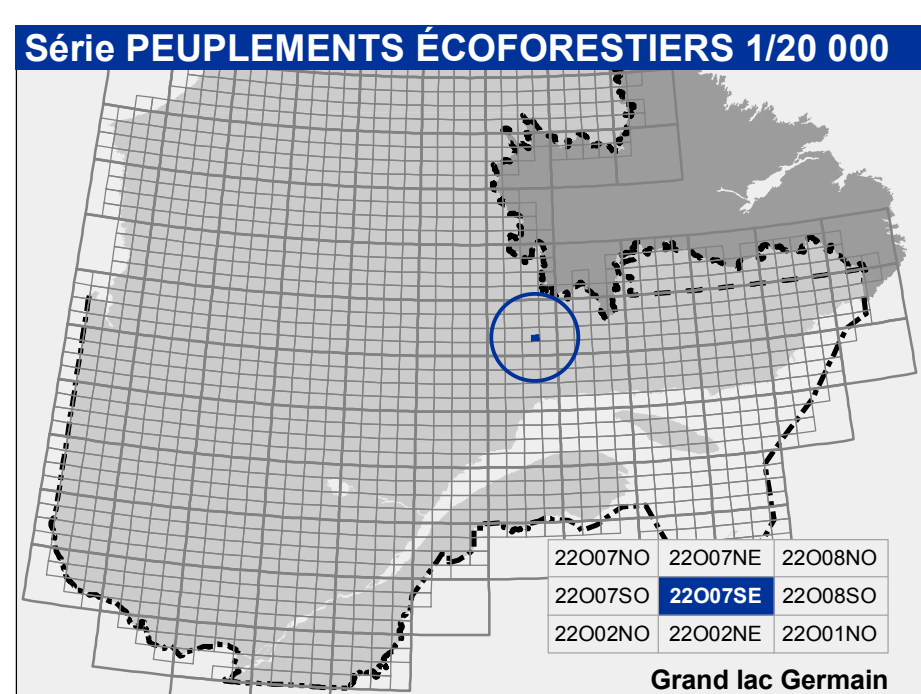 Série PEUPLEMENTS ÉCOFORESTIERS 1/20 000
22O07NO 22O07NE 22O08NO
22O07SO 22O07SE 22O08SO
22O02NO 22O02NE 22O01NO
Grand lac Germain